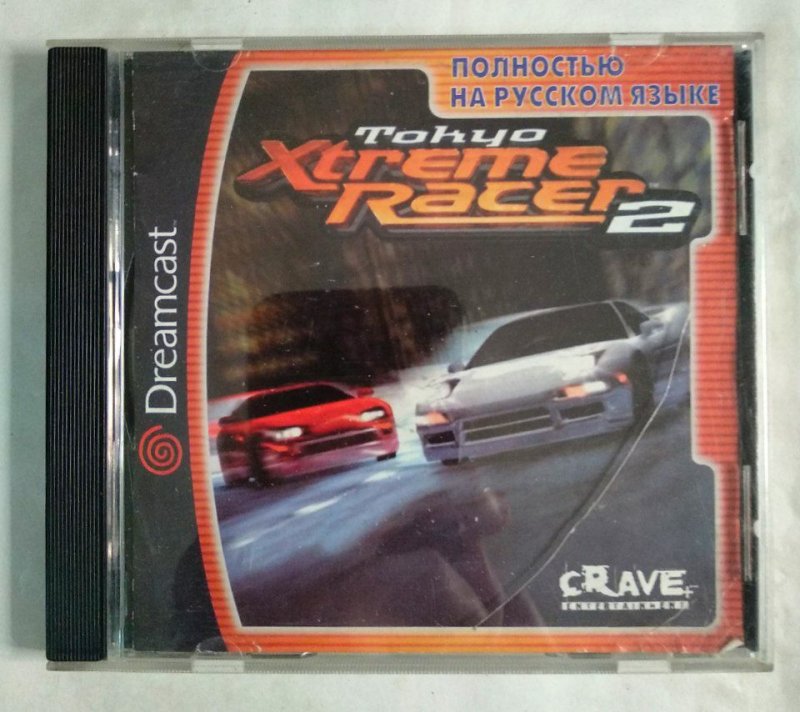 ПОЛНОСТЬЮ
НА РУССКОМ ЯЗЫКЕ
Tokyo
Xtreme
Racer 2
Dreamcast
CRAVE
ENTERTAINMENT